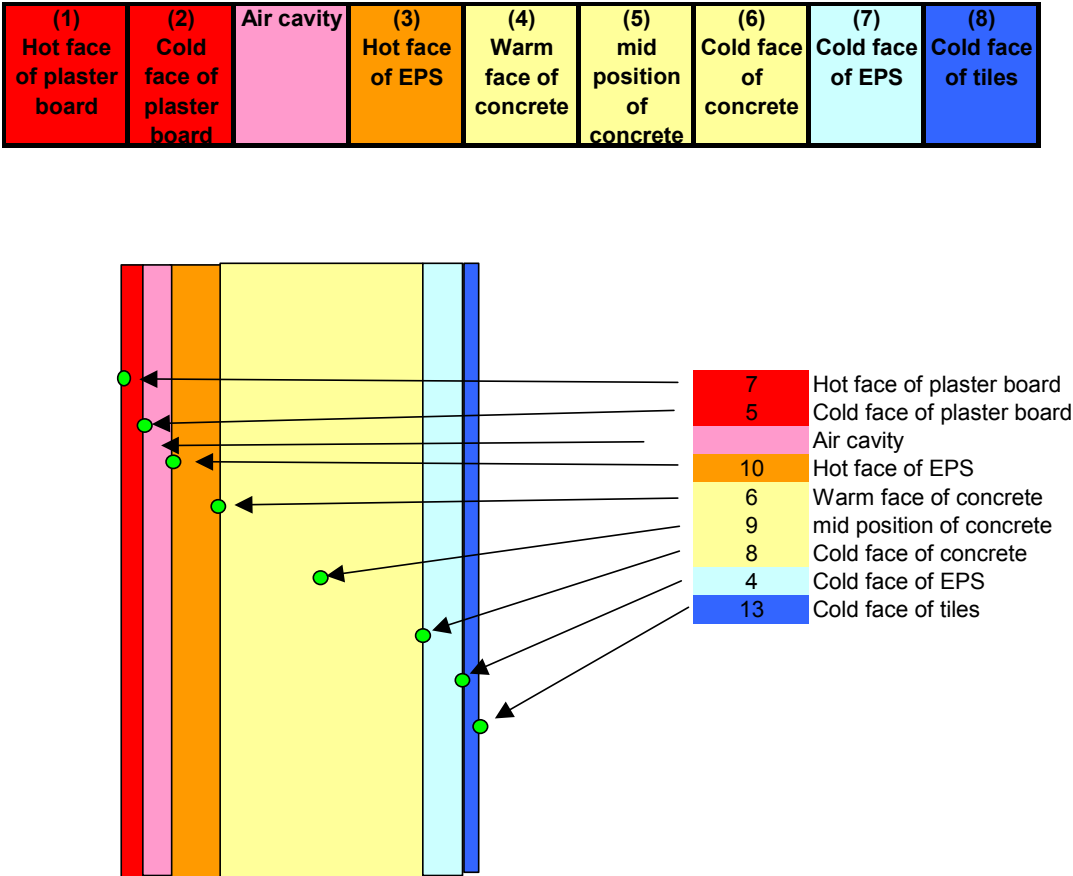 (1)
Hot face
of plaster
board
(2)
Cold
face of
plaster
board
Air cavity
(3)
Hot face
of EPS
(4)
Warm
face of
concrete
(5)
mid
position
of
concrete
(6)
Cold face
of
concrete
(7)
Cold face
of EPS
(8)
Cold face
of tiles
7 Hot face of plaster board
5 Cold face of plaster board
Air cavity
10 Hot face of EPS
6 Warm face of concrete
9 mid position of concrete
8 Cold face of concrete
4 Cold face of EPS
13 Cold face of tiles